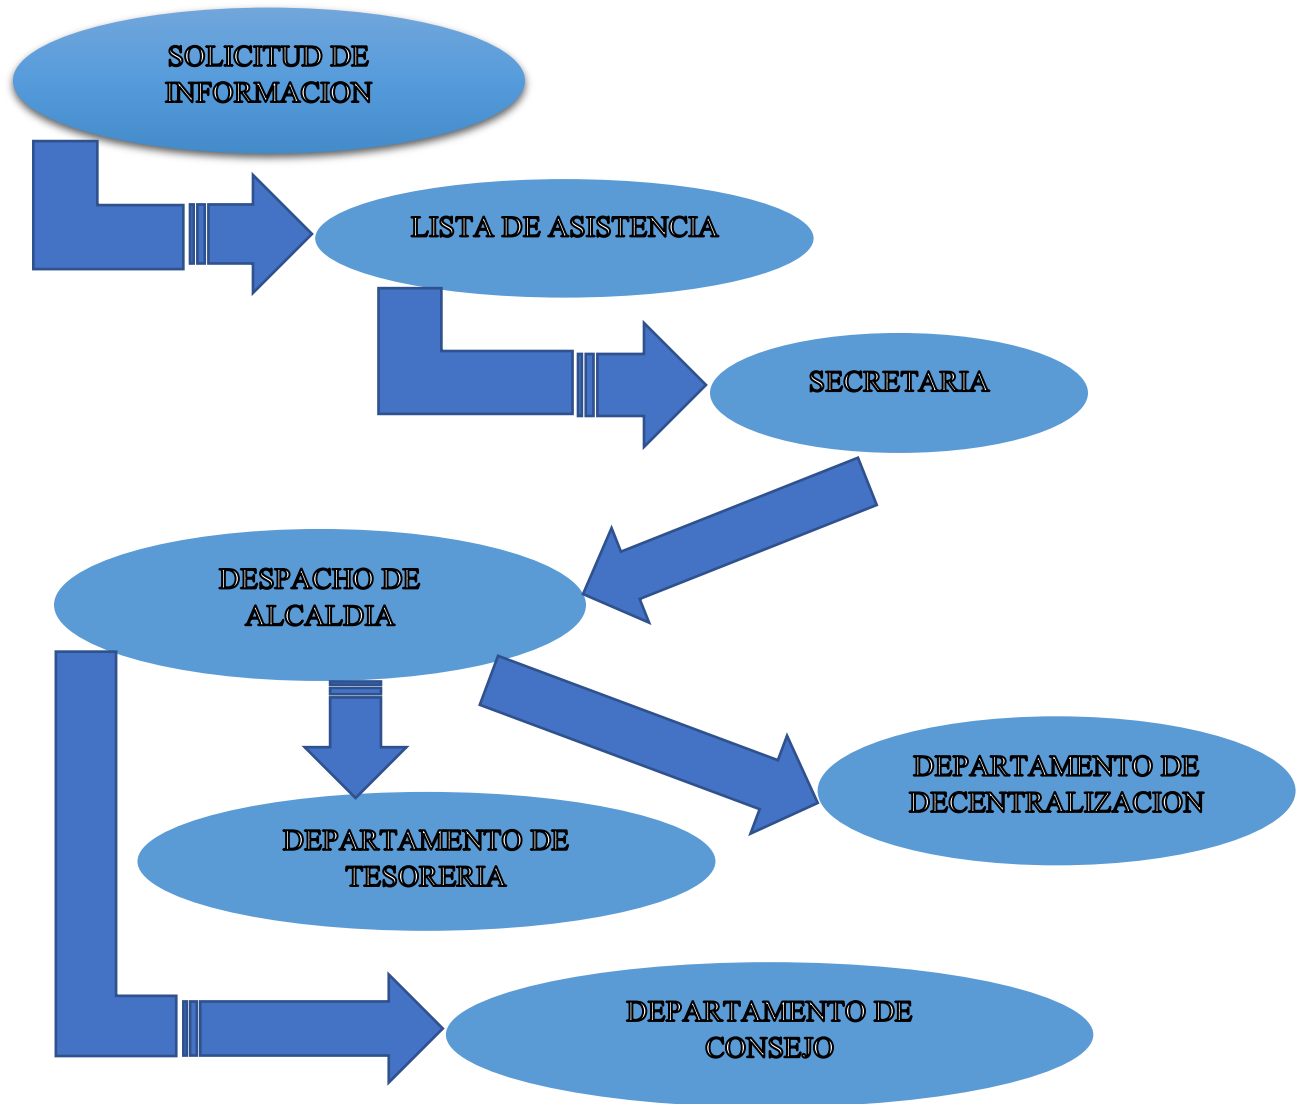 SOLICITUD DE
INFORMACION
LISTA DE ASISTENCIA
SECRETARIA
DESPACHO DE
ALCALDIA
DEPARTAMENTO DE
DECENTRALIZACION
DEPARTAMENTO DE
TESORERIA
DEPARTAMENTO DE
CONSEJO